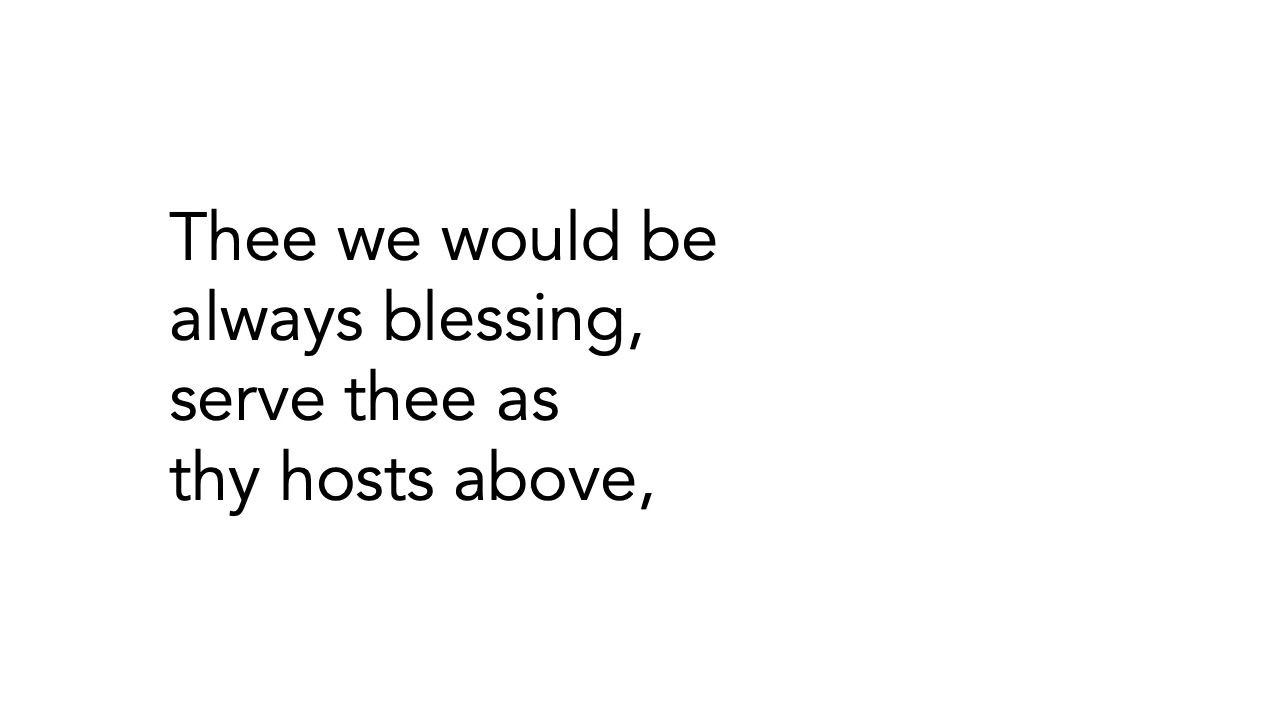 Thee we would be
always blessing,
serve thee as
thy hosts above,